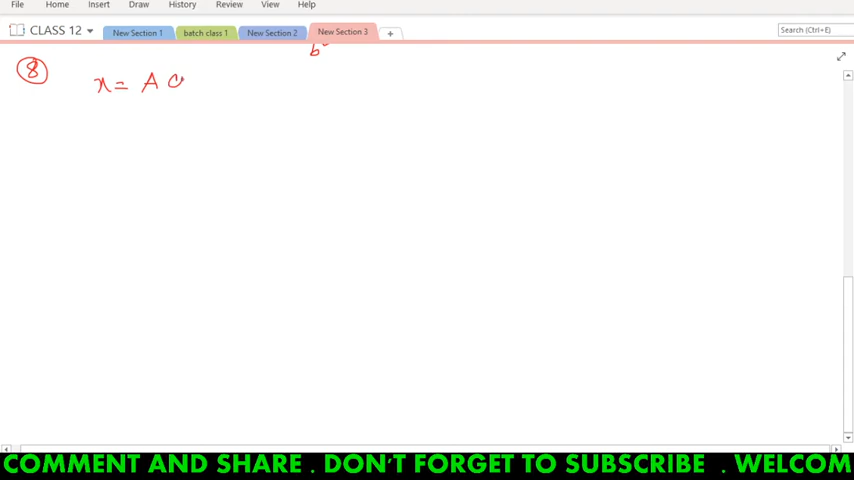 File Home Insert Draw History Review View Help
CLASS 12 New Section 1 batch class 1 New Section 2 New Section 3 + Search (Ctrl+E)
b
8 x = A C
COMMENT AND SHARE . DON'T FORGET TO SUBSCRIBE . WELCOM